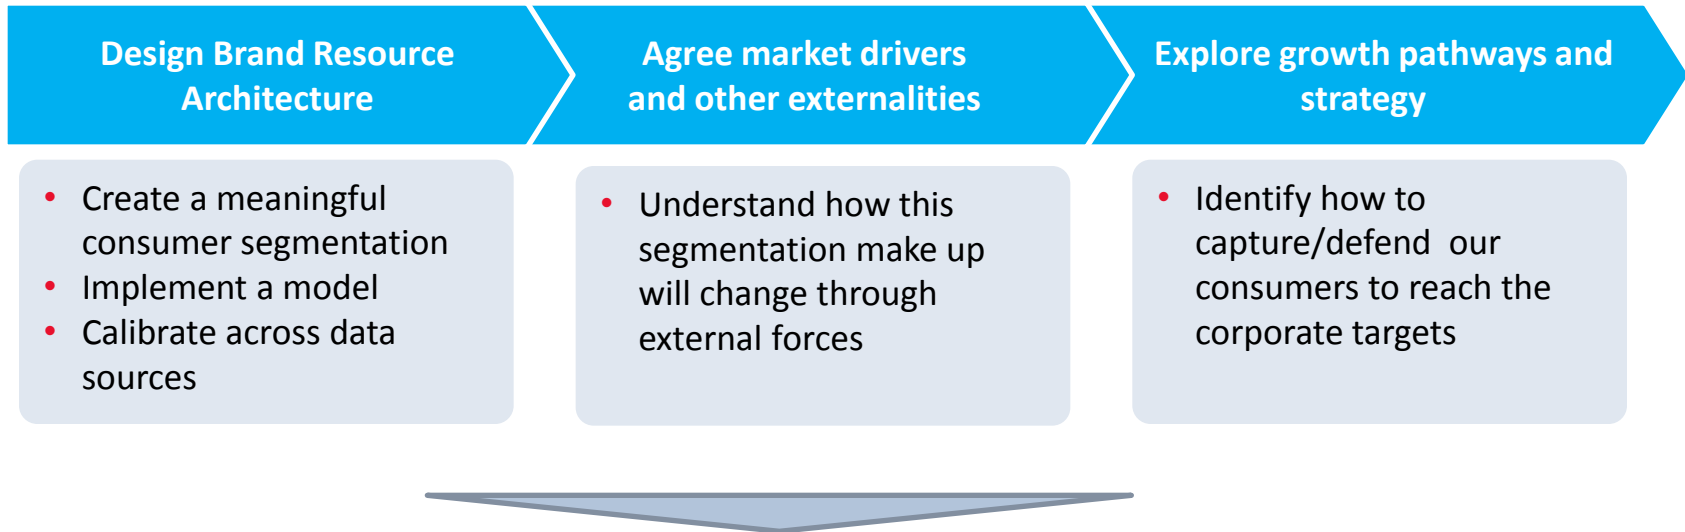 Design Brand Resource
Architecture
Agree market drivers
and other externalities
Explore growth pathways and
strategy
• Create a meaningful
consumer segmentation
• Implement a model
• Calibrate across data
sources
• Understand how this
segmentation make up
will change through
external forces
• Identify how to
capture/defend  our
consumers to reach the
corporate targets